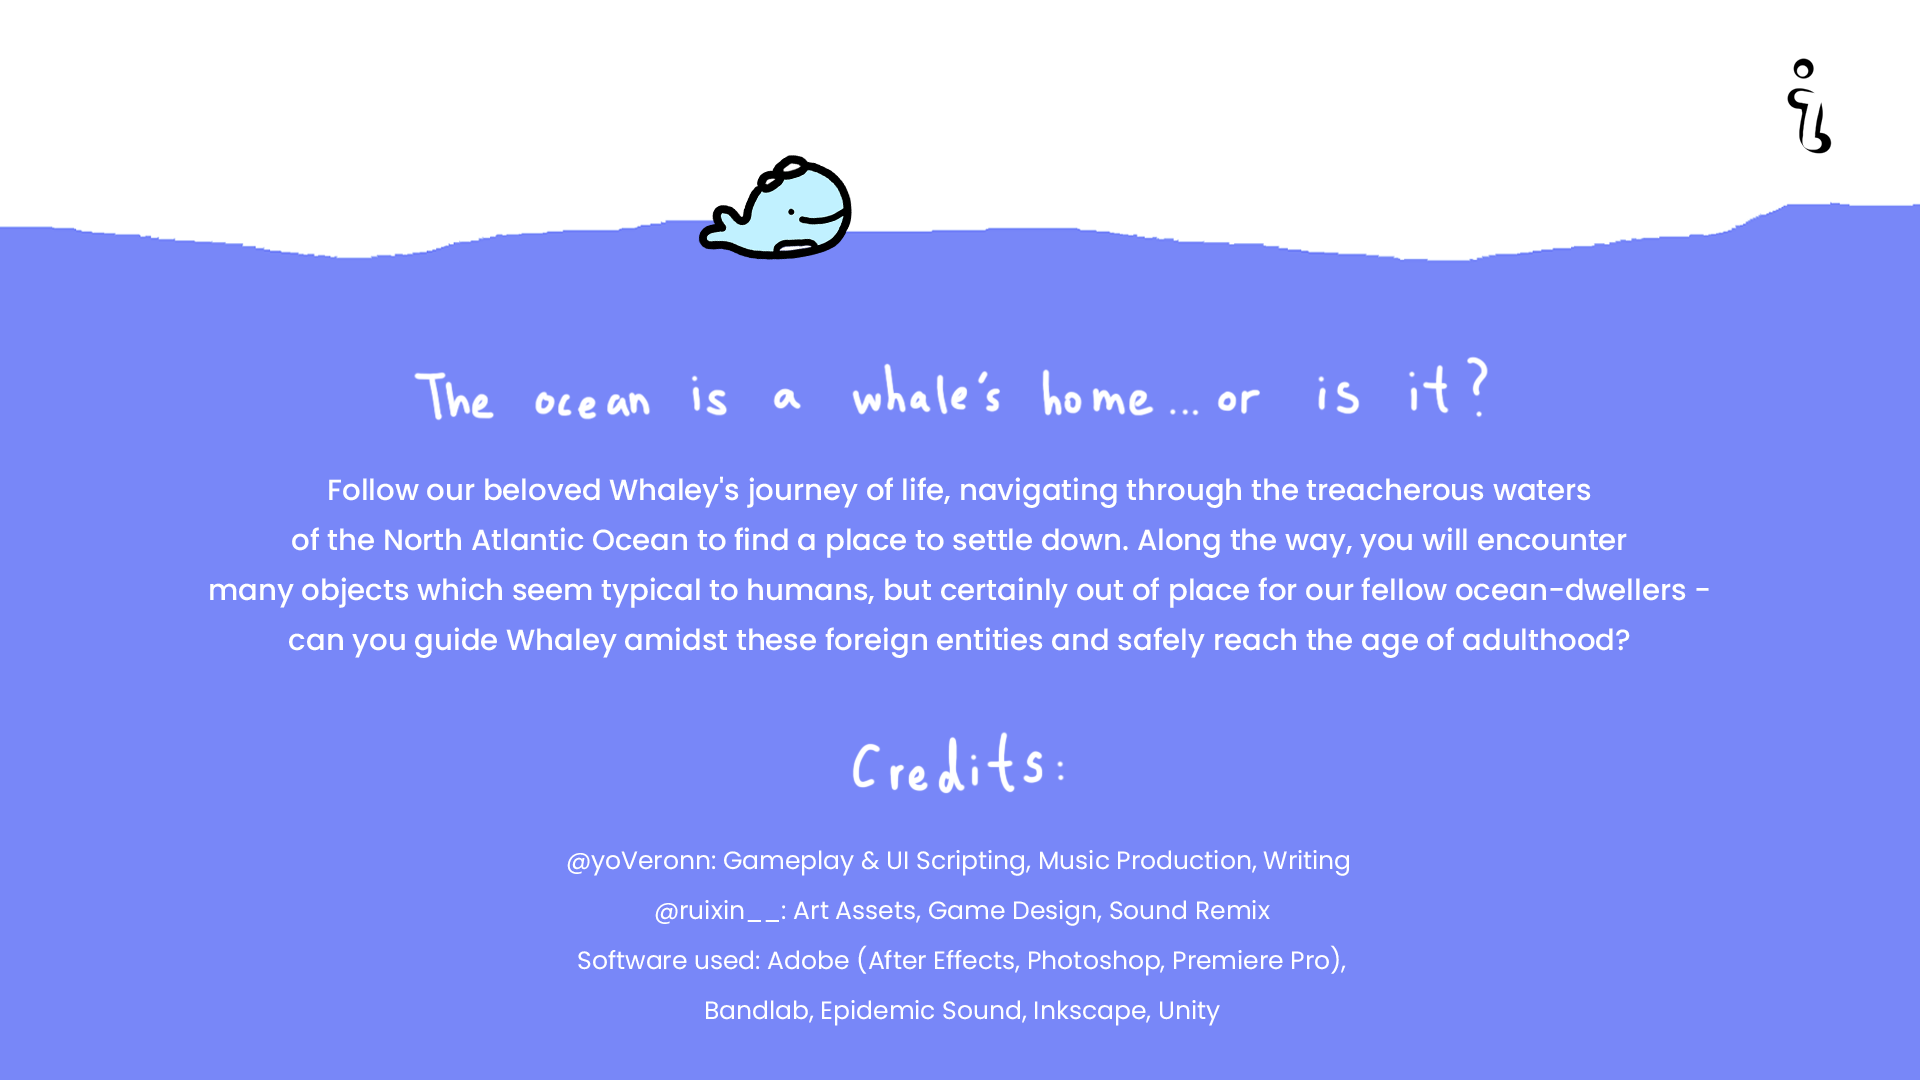 The ocean is a whale's home... or is it?
Follow our beloved Whaley's journey of life, navigating through the treacherous waters
of the North Atlantic Ocean to find a place to settle down. Along the way, you will encounter
many objects which seem typical to humans, but certainly out of place for our fellow ocean-dwellers -
can you guide Whaley amidst these foreign entities and safely reach the age of adulthood?
Credits:
@yoVeronn: Gameplay & UI Scripting, Music Production, Writing
@ruixin__: Art Assets, Game Design, Sound Remix
Software used: Adobe (After Effects, Photoshop, Premiere Pro),
Bandlab, Epidemic Sound, Inkscape, Unity